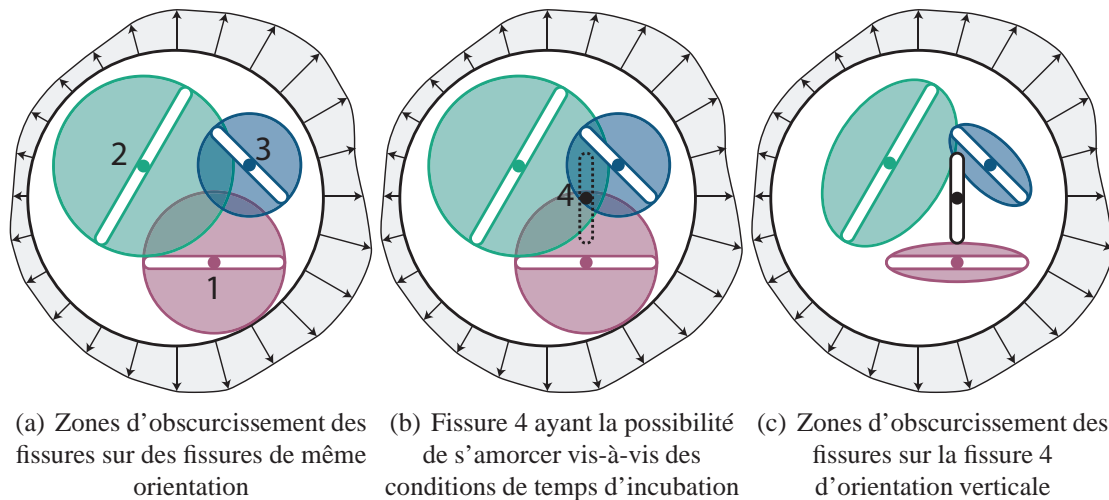 2
3
1
4
(a) Zones d'obscurcissement des
fissures sur des fissures de même
orientation
(b) Fissure 4 ayant la possibilité
de s'amorcer vis-à-vis des
conditions de temps d'incubation
(c) Zones d'obscurcissement des
fissures sur la fissure 4
d'orientation verticale